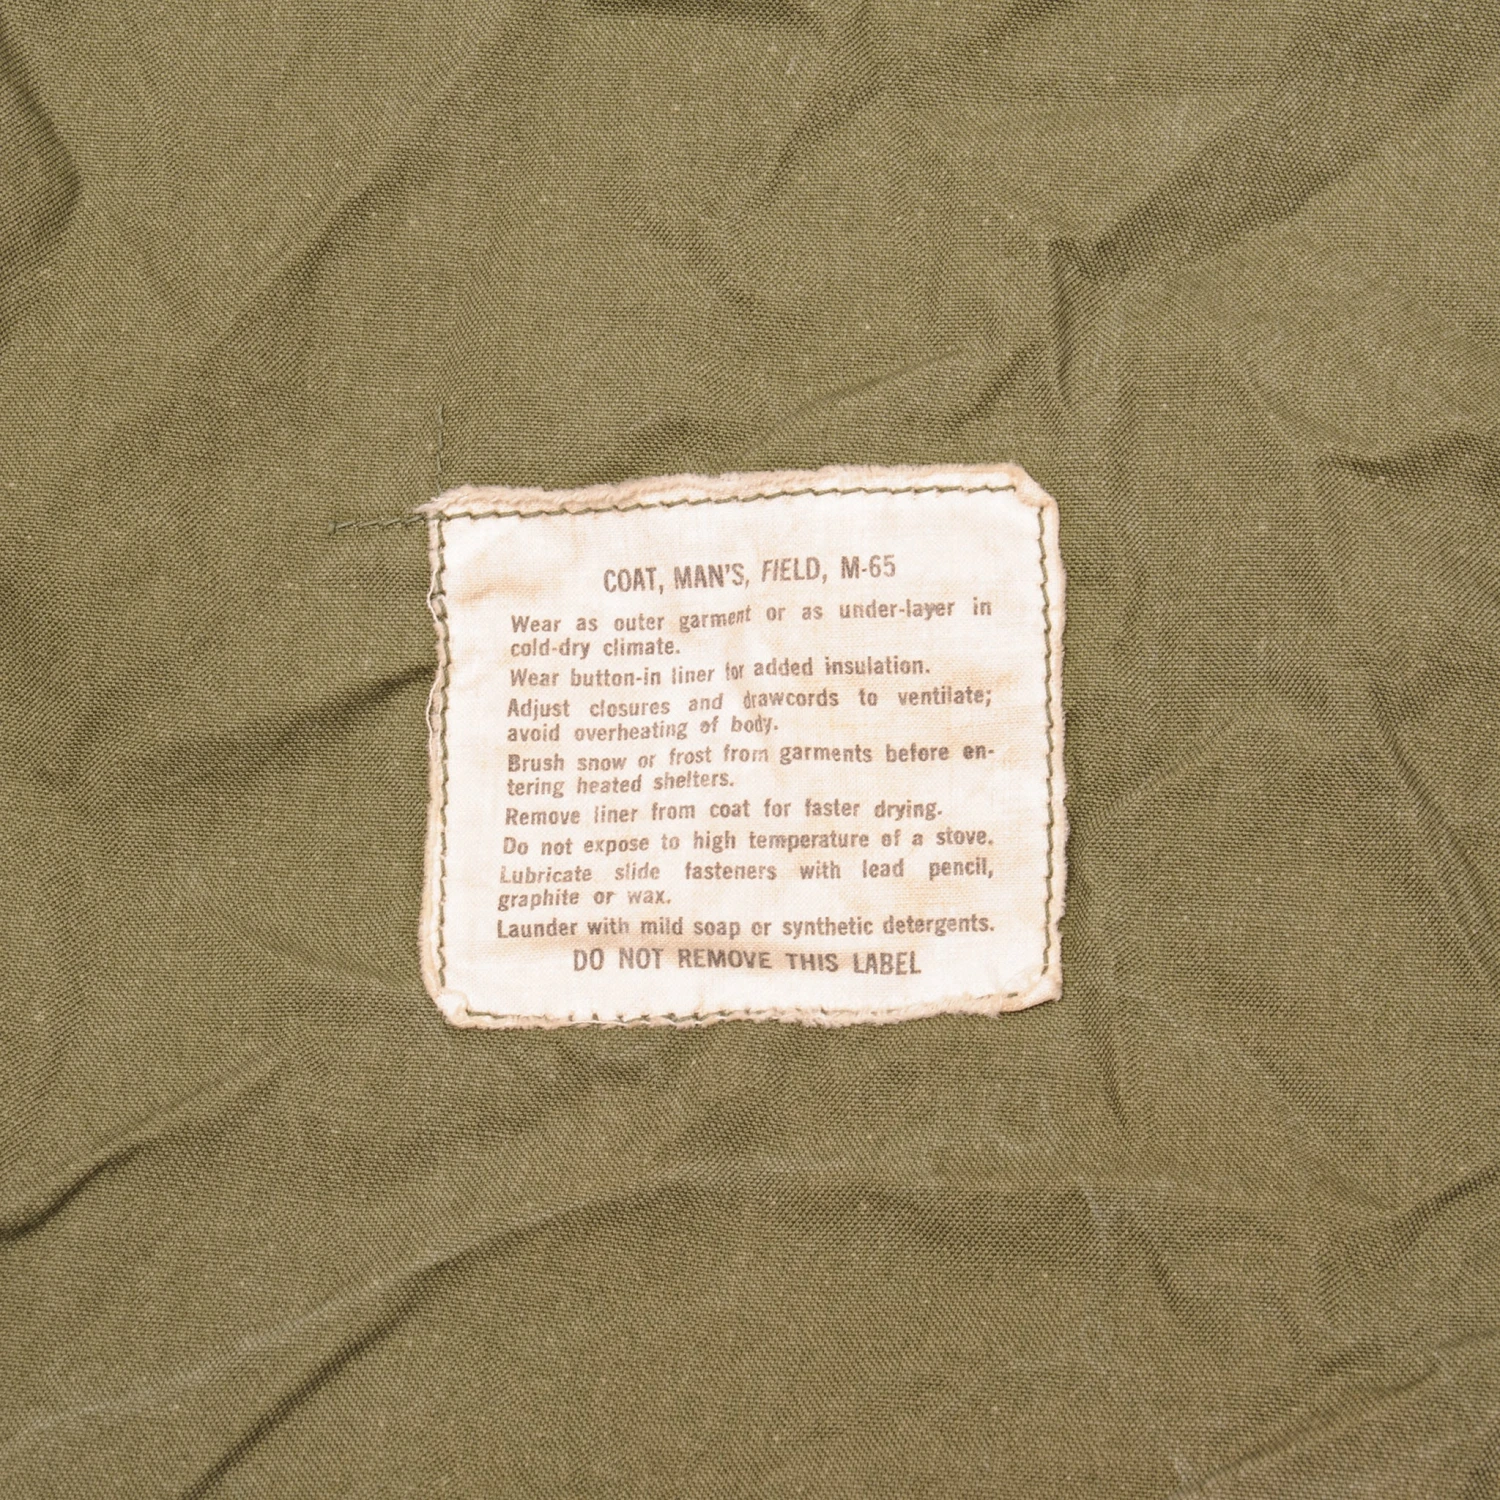 COAT, MAN'S, FIELD, M-65
Wear as outer garment or as under-layer in
cold-dry climate.
Wear button-in liner for added insulation.
Adjust closures and drawcords to ventilate;
avoid overheating of body.
Brush snow or frost from garments before en-
tering heated shelters.
Remove liner from coat for faster drying.
Do not expose to high temperature of a stove.
Lubricate slide fasteners with lead pencil,
graphite or wax.
Launder with mild soap or synthetic detergents.
DO NOT REMOVE THIS LABEL